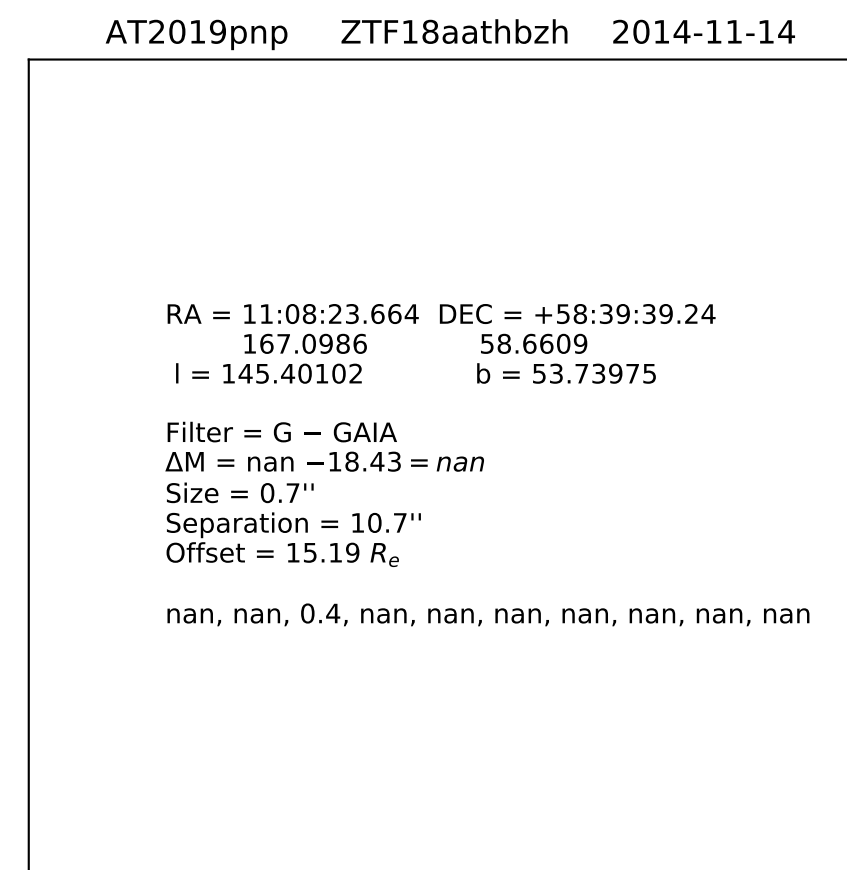 AT2019pnp ZTF18aathbzh 2014-11-14
RA = 11:08:23.664 DEC = +58:39:39.24
167.0986 58.6609
l = 145.40102 b = 53.73975
Filter = G − GAIA
ΔM = nan −18.43 = nan
Size = 0.7''
Separation = 10.7''
Offset = 15.19 Rₑ
nan, nan, 0.4, nan, nan, nan, nan, nan, nan, nan